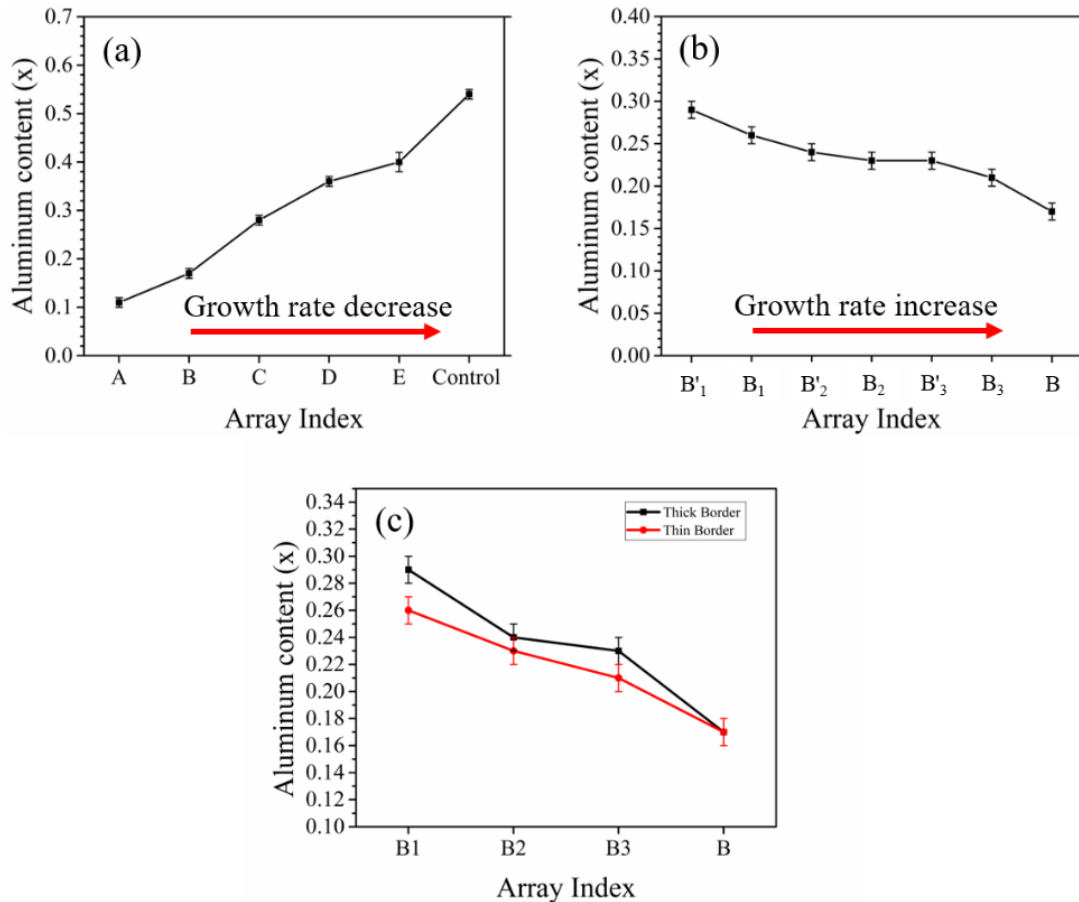 (a)
Aluminum content (x)
0.7
0.6
0.5
0.4
0.3
0.2
0.1
0.0
Growth rate decrease
A B C D E Control
Array Index
(b)
Aluminum content (x)
0.40
0.35
0.30
0.25
0.20
0.15
0.10
0.05
0.00
Growth rate increase
B'₁ B₁ B'₂ B₂ B'₃ B₃ B
Array Index
(c)
Thick Border
Thin Border
Aluminum content (x)
0.34
0.32
0.30
0.28
0.26
0.24
0.22
0.20
0.18
0.16
0.14
0.12
0.10
B1 B2 B3 B
Array Index